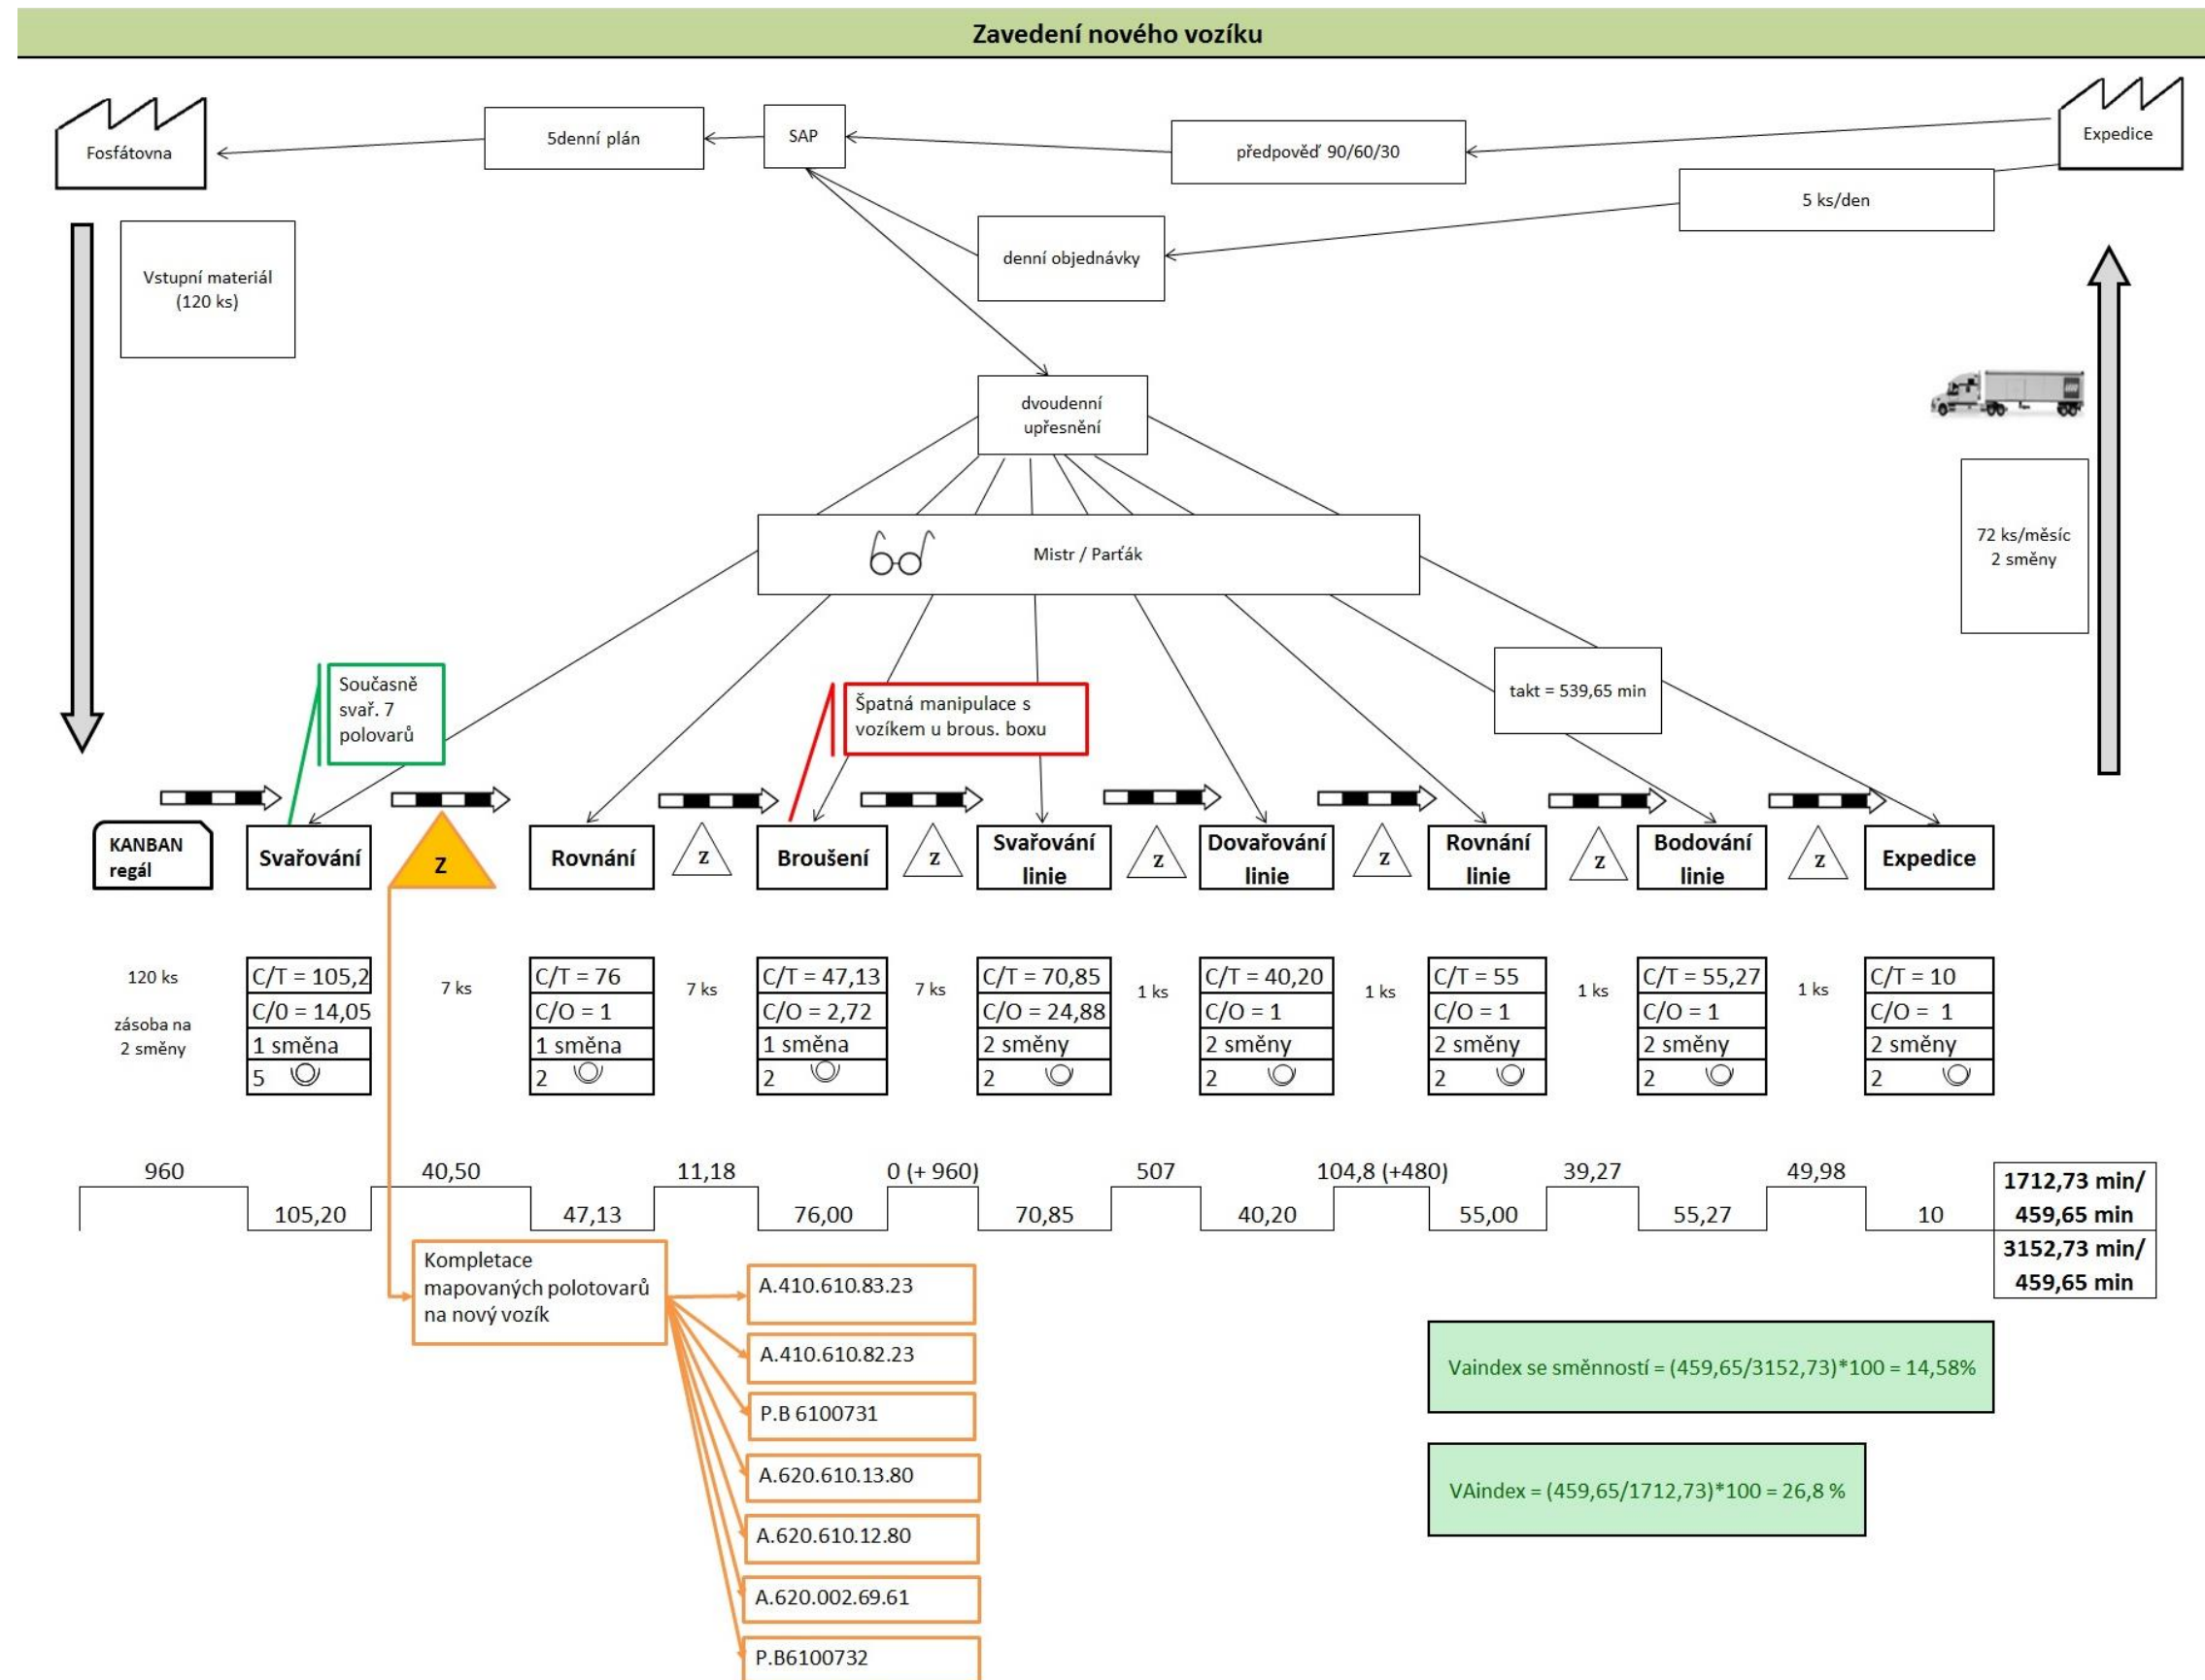 Zavedení nového vozíku
Fosfátovna
5denní plán
SAP
předpověď 90/60/30
Expedice
5 ks/den
denní objednávky
Vstupní materiál
(120 ks)
dvoudenní
upřesnění
Mistr / Parťák
72 ks/měsíc
2 směny
takt = 539,65 min
Současně
svař. 7
polovarů
Špatná manipulace s
vozíkem u brous. boxu
KANBAN
regál
Svařování
Z
Rovnání
Z
Broušení
Z
Svařování
linie
Z
Dovařování
linie
Z
Rovnání
linie
Z
Bodování
linie
Z
Expedice
120 ks
zásoba na
2 směny
C/T = 105,2
C/0 = 14,05
1 směna
5
7 ks
C/T = 76
C/O = 1
1 směna
2
7 ks
C/T = 47,13
C/O = 2,72
1 směna
2
7 ks
C/T = 70,85
C/O = 24,88
2 směny
2
1 ks
C/T = 40,20
C/O = 1
2 směny
2
1 ks
C/T = 55
C/O = 1
2 směny
2
1 ks
C/T = 55,27
C/O = 1
2 směny
2
1 ks
C/T = 10
C/O = 1
2 směny
2
960
40,50
11,18
0 (+ 960)
507
104,8 (+480)
39,27
49,98
105,20
47,13
76,00
70,85
40,20
55,00
55,27
10
1712,73 min/
459,65 min
3152,73 min/
459,65 min
Kompletace
mapovaných polotovarů
na nový vozík
A.410.610.83.23
A.410.610.82.23
P.B 6100731
A.620.610.13.80
A.620.610.12.80
A.620.002.69.61
P.B6100732
Vaindex se směnností = (459,65/3152,73)*100 = 14,58%
VAindex = (459,65/1712,73)*100 = 26,8 %